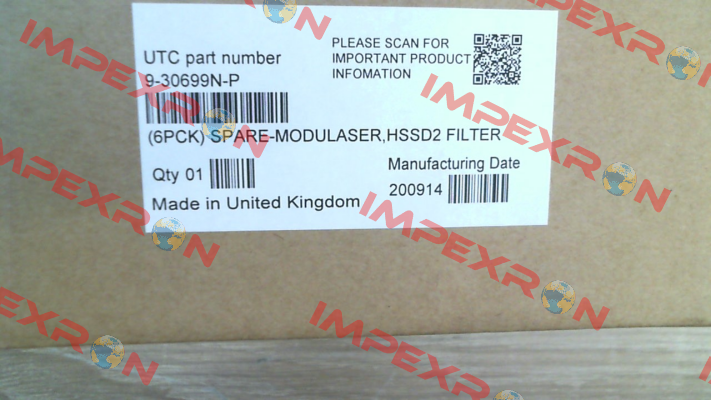 UTC part number
9-30699N-P
PLEASE SCAN FOR
IMPORTANT PRODUCT
INFOMATION
(6PCK) SPARE-MODULASER,HSSD2 FILTER
Qty 01
Manufacturing Date
200914
Made in United Kingdom
IMPEXRON
IMPEXRON
IMPEXRON
IMPEXRON
IMPEXRON
IMPEXRON
IMPEXRON